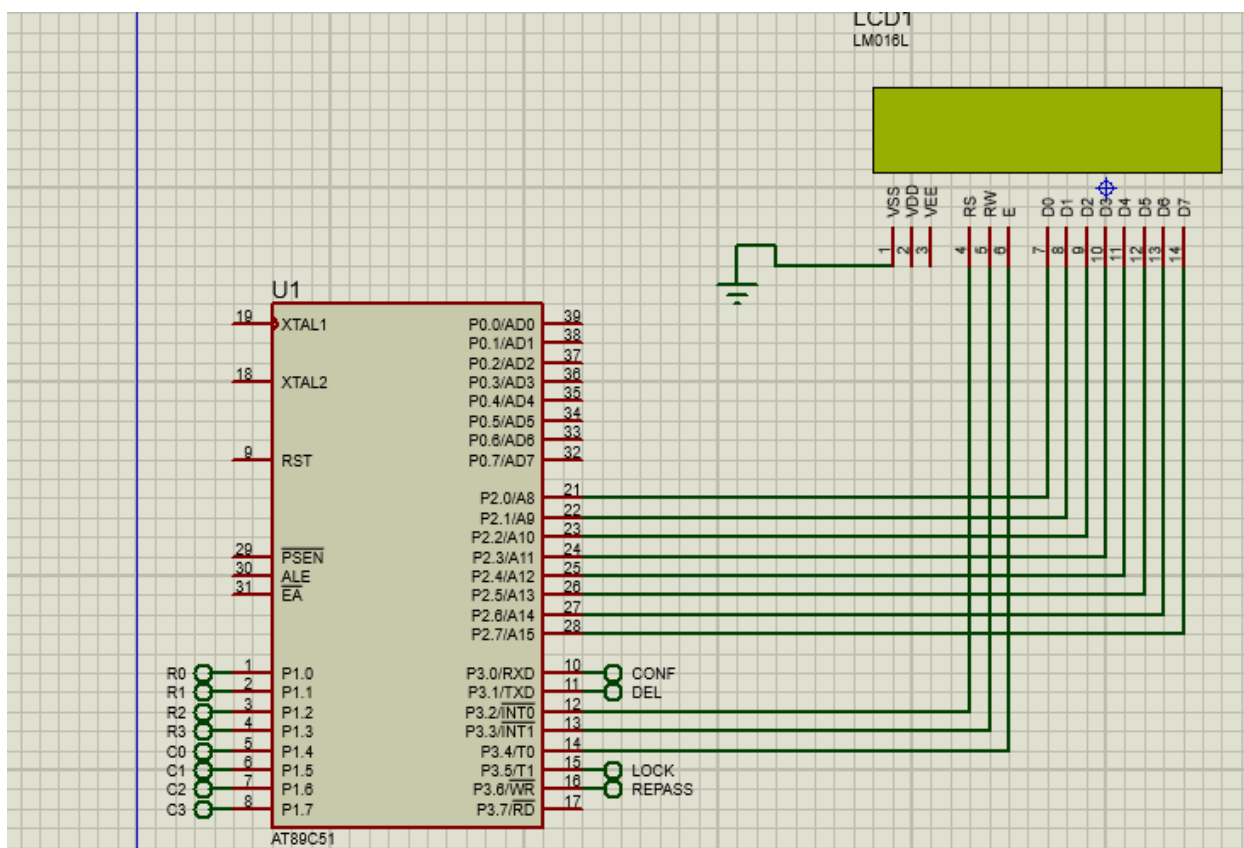 LCD1
LM016L
VSS
VDD
VEE
RS
RW
E
D0
D1
D2
D3
D4
D5
D6
D7
1
2
3
4
5
6
7
8
9
10
11
12
13
14
U1
19 XTAL1 P0.0/AD0 39
P0.1/AD1 38
P0.2/AD2 37
18 XTAL2 P0.3/AD3 36
P0.4/AD4 35
P0.5/AD5 34
P0.6/AD6 33
9 RST P0.7/AD7 32
P2.0/A8 21
P2.1/A9 22
P2.2/A10 23
29 PSEN P2.3/A11 24
30 ALE P2.4/A12 25
31 EA P2.5/A13 26
P2.6/A14 27
P2.7/A15 28
R0 1 P1.0 P3.0/RXD 10 CONF
R1 2 P1.1 P3.1/TXD 11 DEL
R2 3 P1.2 P3.2/INT0 12
R3 4 P1.3 P3.3/INT1 13
C0 5 P1.4 P3.4/T0 14
C1 6 P1.5 P3.5/T1 15 LOCK
C2 7 P1.6 P3.6/WR 16 REPASS
C3 8 P1.7 P3.7/RD 17
AT89C51